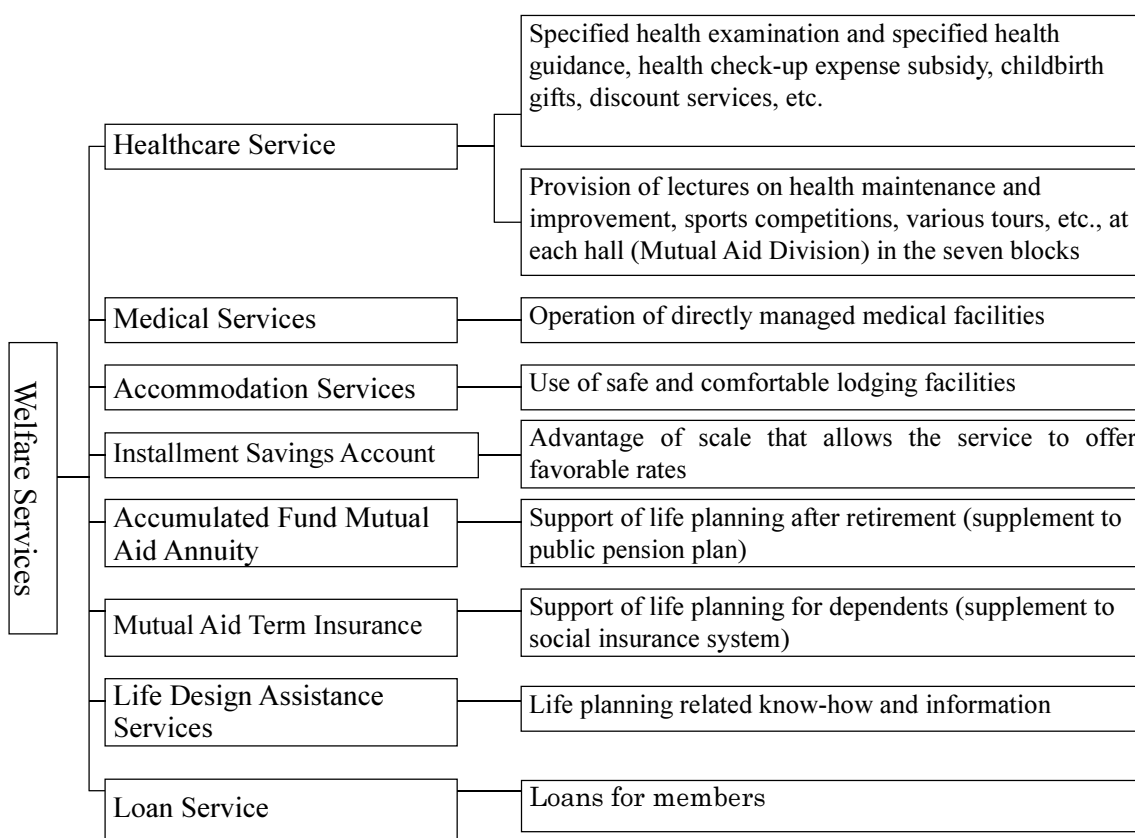 Welfare Services
Healthcare Service
Specified health examination and specified health
guidance, health check-up expense subsidy, childbirth
gifts, discount services, etc.
Provision of lectures on health maintenance and
improvement, sports competitions, various tours, etc., at
each hall (Mutual Aid Division) in the seven blocks
Medical Services
Operation of directly managed medical facilities
Accommodation Services
Use of safe and comfortable lodging facilities
Installment Savings Account
Advantage of scale that allows the service to offer
favorable rates
Accumulated Fund Mutual
Aid Annuity
Support of life planning after retirement (supplement to
public pension plan)
Mutual Aid Term Insurance
Support of life planning for dependents (supplement to
social insurance system)
Life Design Assistance
Services
Life planning related know-how and information
Loan Service
Loans for members